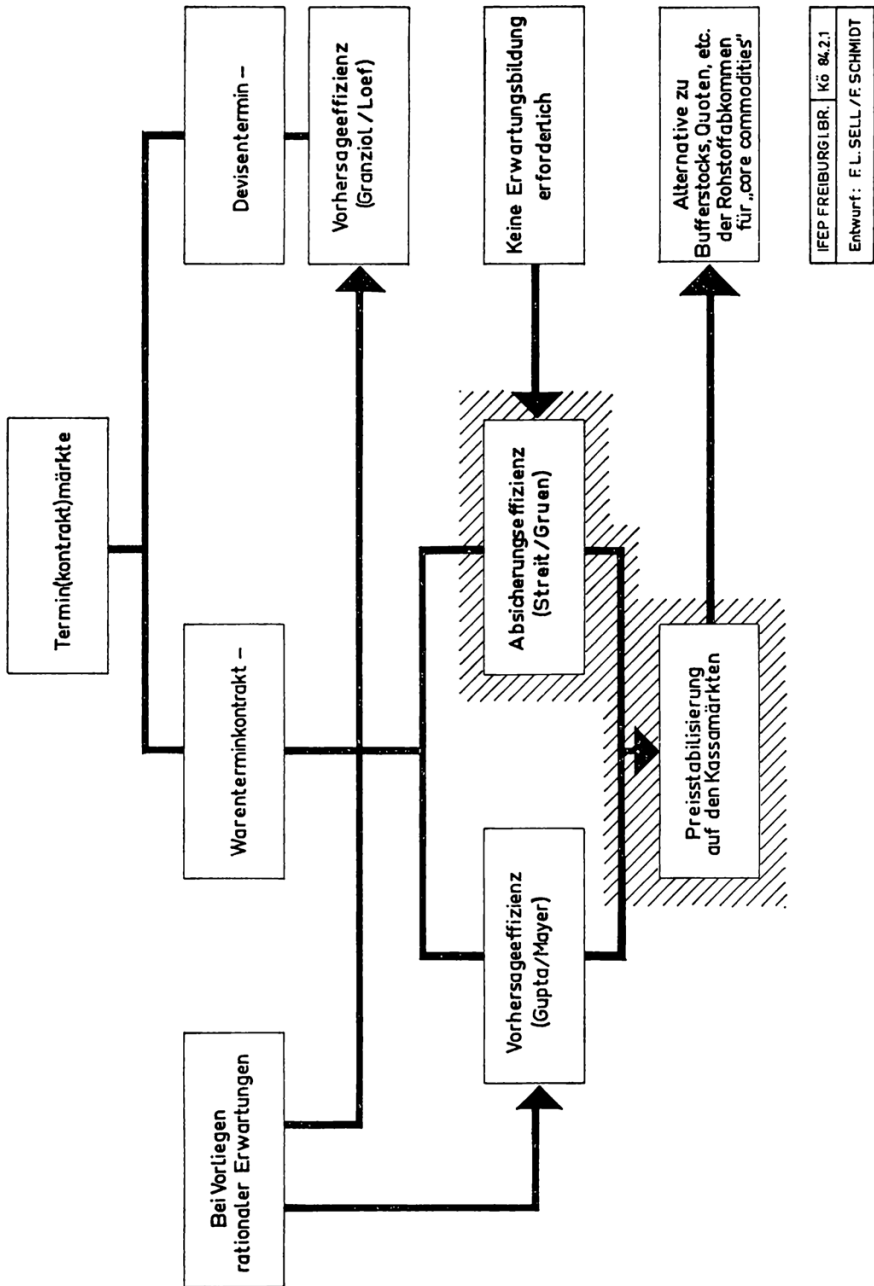 Termin(kontrakt)märkte
Bei Vorliegen
rationaler Erwartungen
Warenterminkontrakt –
Devisentermin –
Vorhersageeffizienz
(Granziol/Loef)
Vorhersageeffizienz
(Gupta/Mayer)
Absicherungseffizienz
(Streit/Gruen)
Keine Erwartungsbildung
erforderlich
Preisstabilisierung
auf den Kassamärkten
Alternative zu
Bufferstocks, Quoten, etc.
der Rohstoffabkommen
für „core commodities"
IFEP FREIBURG I.BR. Kö 84.2.1
Entwurf: F.L.SELL/F.SCHMIDT